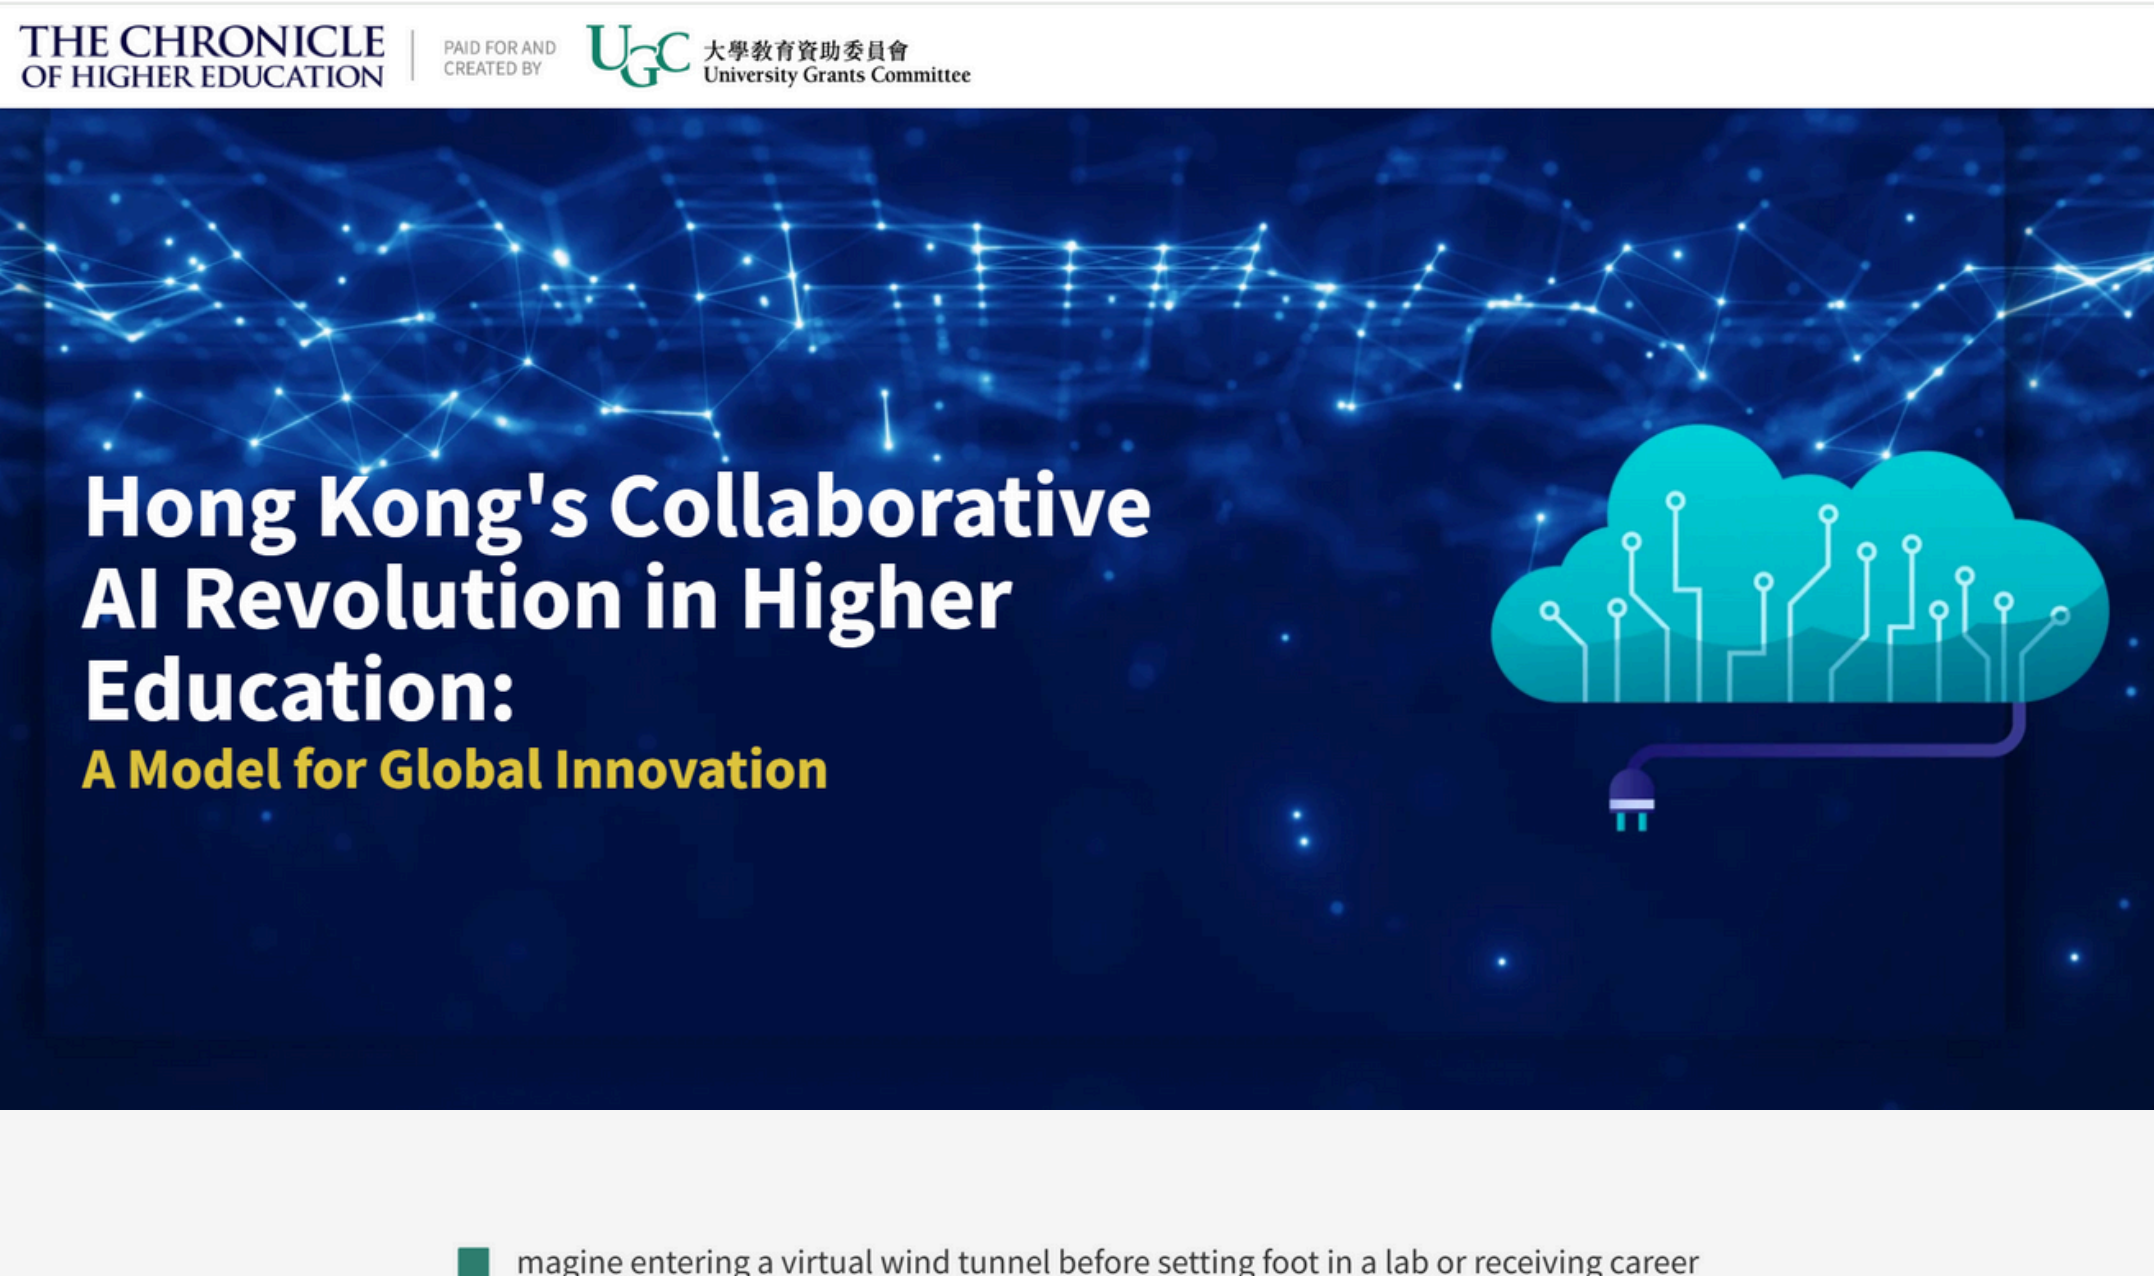 THE CHRONICLE
OF HIGHER EDUCATION
PAID FOR AND
CREATED BY
UGC
大學教育資助委員會
University Grants Committee
Hong Kong's Collaborative
AI Revolution in Higher
Education:
A Model for Global Innovation
magine entering a virtual wind tunnel before setting foot in a lab or receiving career